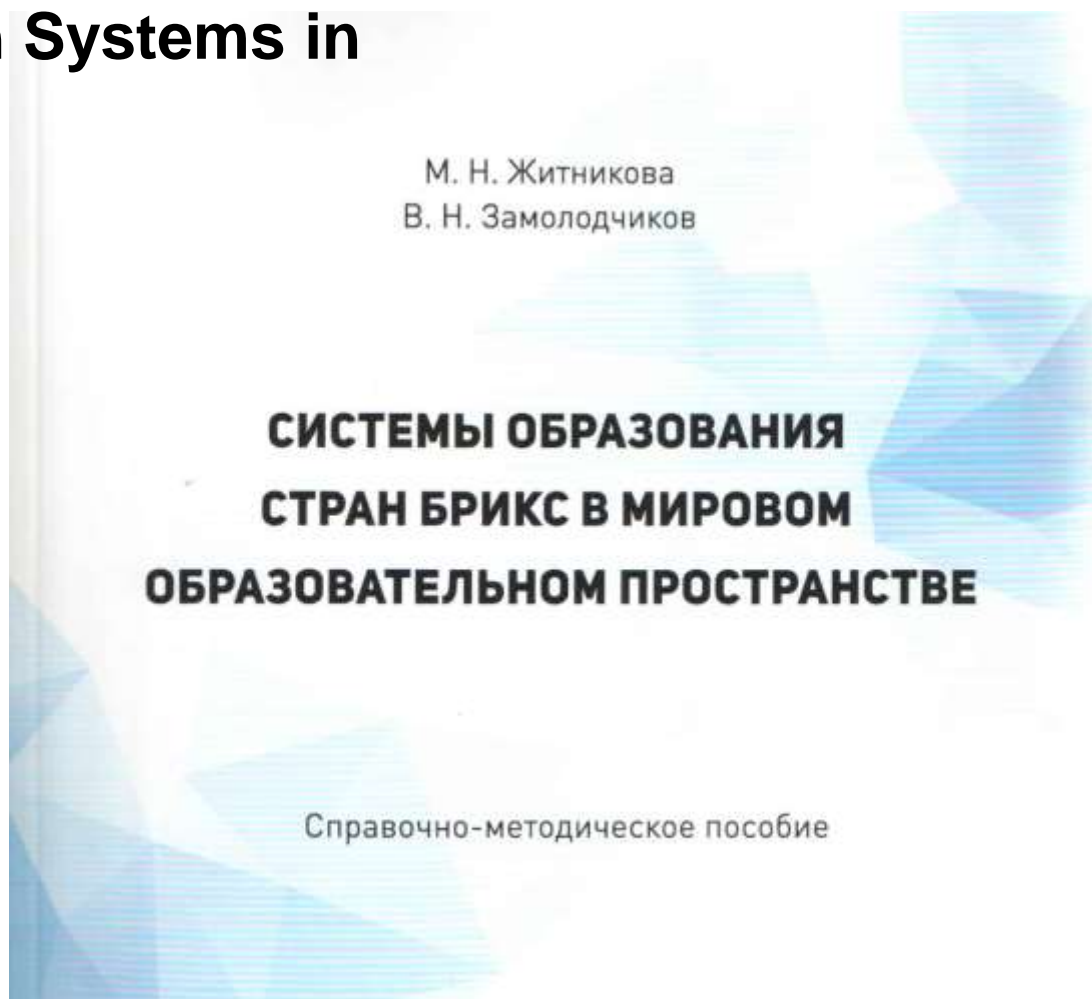 Systems in
М. Н. Житникова
В. Н. Замолодчиков
СИСТЕМЫ ОБРАЗОВАНИЯ
СТРАН БРИКС В МИРОВОМ
ОБРАЗОВАТЕЛЬНОМ ПРОСТРАНСТВЕ
Справочно-методическое пособие